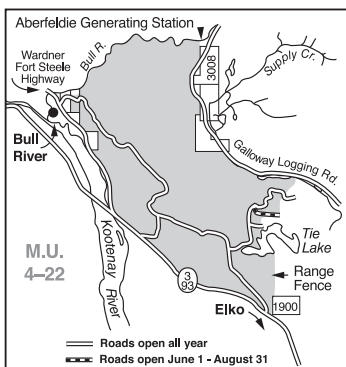 Aberfeldie Generating Station
Bull R.
Wardner
Fort Steele
Highway
3008
Supply Cr.
Bull
River
Galloway Logging Rd.
M.U.
4–22
Kootenay
River
Tie
Lake
3
93
Range
Fence
Elko
1900
Roads open all year
Roads open June 1 - August 31